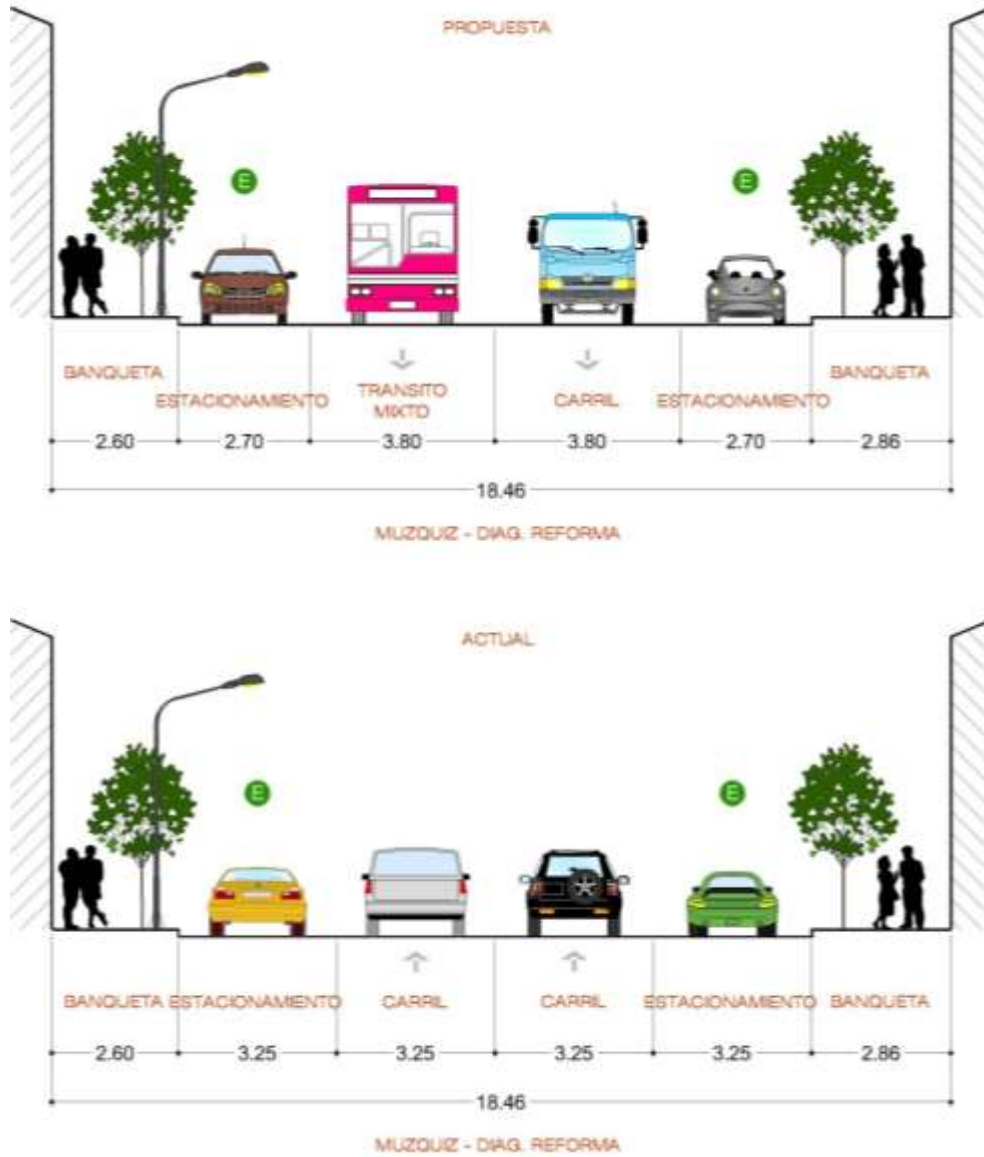 PROPUESTA
E
E
BANQUETA
ESTACIONAMIENTO
TRANSITO
MIXTO
CARRIL
ESTACIONAMIENTO
BANQUETA
2.60
2.70
3.80
3.80
2.70
2.86
18.46
MUZQUIZ - DIAG. REFORMA
ACTUAL
E
E
BANQUETA
ESTACIONAMIENTO
CARRIL
CARRIL
ESTACIONAMIENTO
BANQUETA
2.60
3.25
3.25
3.25
3.25
2.86
18.46
MUZQUIZ - DIAG. REFORMA